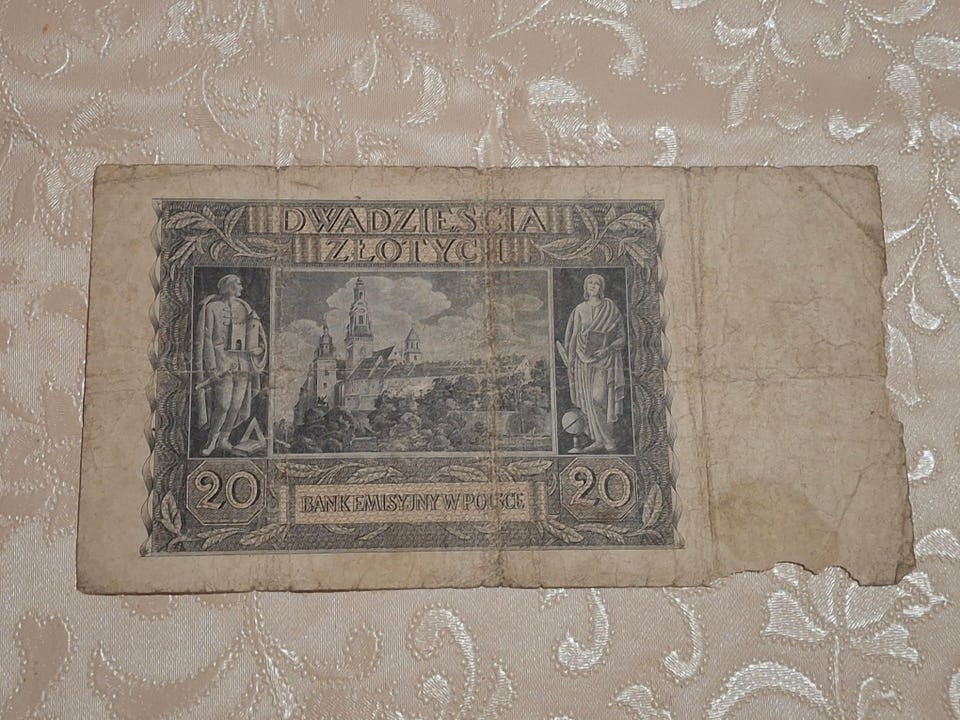 DWADZIEŚCIA
ZŁOTYCH
20
20
BANK EMISYJNY W POLSCE